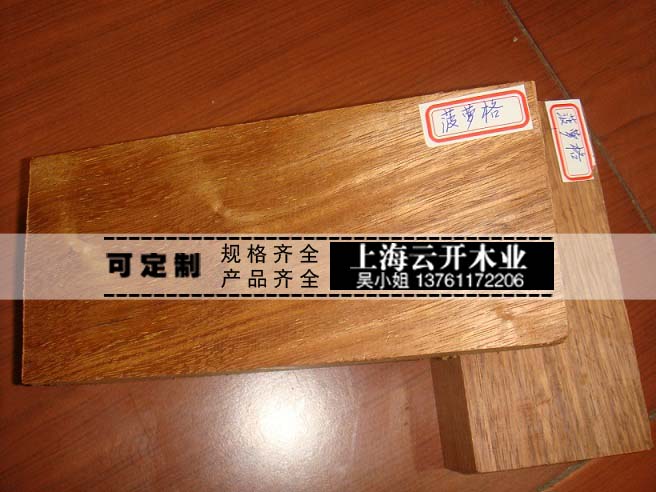 菠萝格
菠萝格
可定制
规格齐全
产品齐全
上海云开木业
吴小姐 13761172206